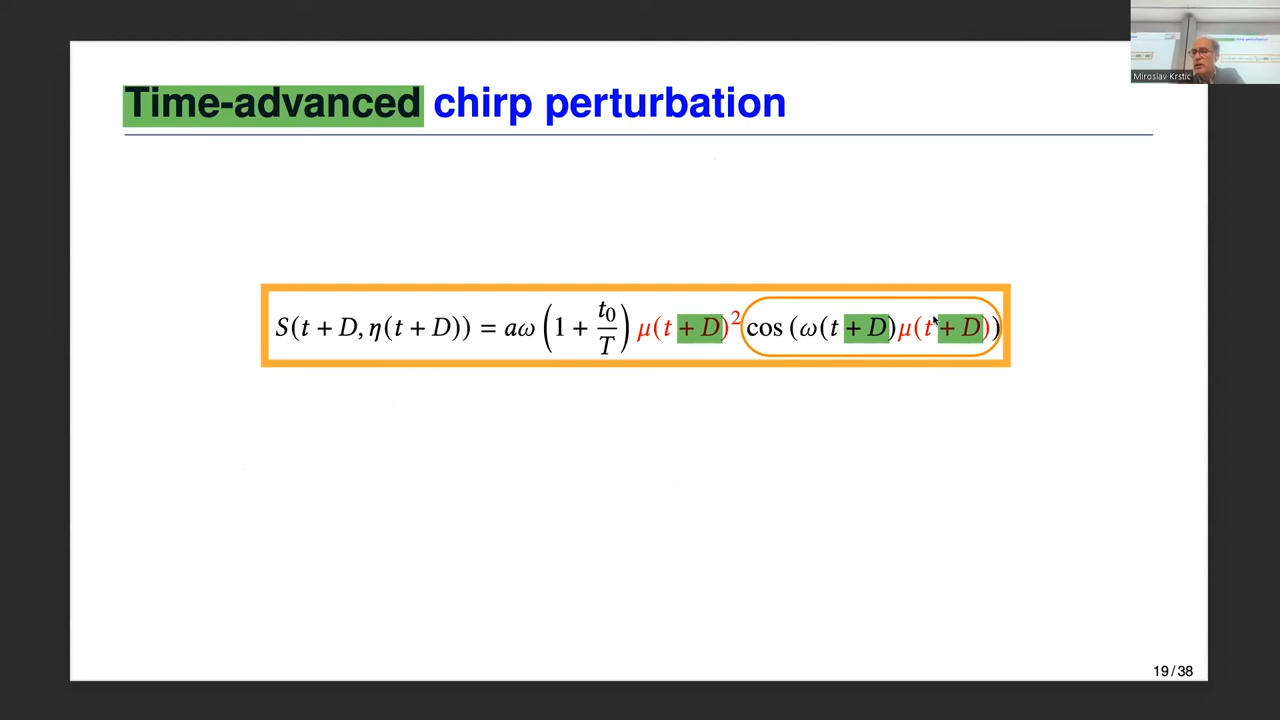 Time-advanced chirp perturbation
S(t + D, η(t + D)) = aω (1 + t₀/T) μ(t + D)² cos (ω(t + D)μ(t + D))
19 / 38
Miroslav Krstic